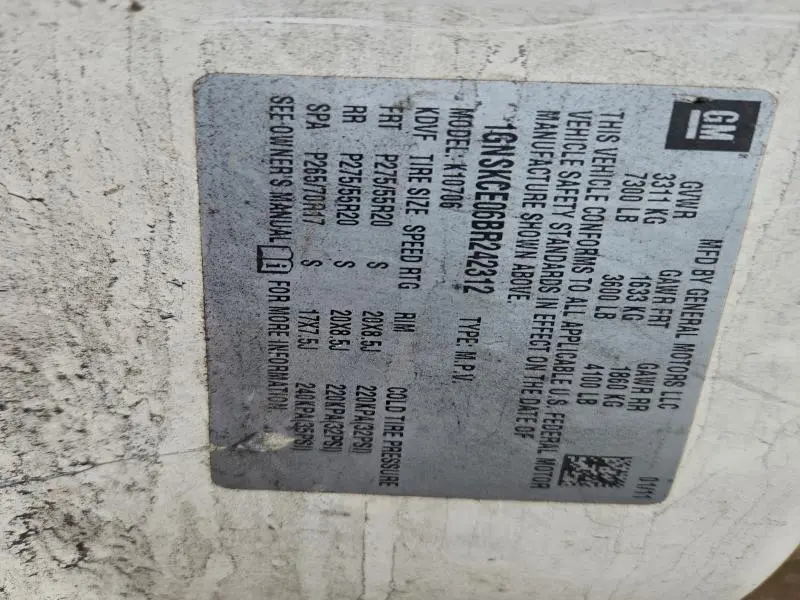 GM
MFD BY GENERAL MOTORS LLC 01/11
GVWR GAWR FRT GAWR RR
3311 KG 1633 KG 1860 KG
7300 LB 3600 LB 4100 LB
THIS VEHICLE CONFORMS TO ALL APPLICABLE U.S. FEDERAL MOTOR
VEHICLE SAFETY STANDARDS IN EFFECT ON THE DATE OF
MANUFACTURE SHOWN ABOVE.
1GNSKCE06BR242312 TYPE: M.P.V.
MODEL: K10706
KDVF TIRE SIZE SPEED RTG RIM COLD TIRE PRESSURE
FRT P275/55R20 S 20X8.5J 220KPA(32PSI)
RR P275/55R20 S 20X8.5J 220KPA(32PSI)
SPA P265/70R17 S 17X7.5J 240KPA(35PSI)
SEE OWNER'S MANUAL FOR MORE INFORMATION